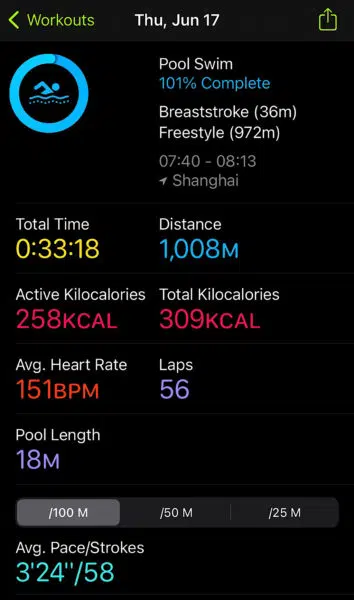 Workouts
Thu, Jun 17
Pool Swim
101% Complete
Breaststroke (36m)
Freestyle (972m)
07:40 - 08:13
Shanghai
Total Time
Distance
0:33:18
1,008M
Active Kilocalories
Total Kilocalories
258KCAL
309KCAL
Avg. Heart Rate
Laps
151BPM
56
Pool Length
18M
/100 M
/50 M
/25 M
Avg. Pace/Strokes
3'24"/58